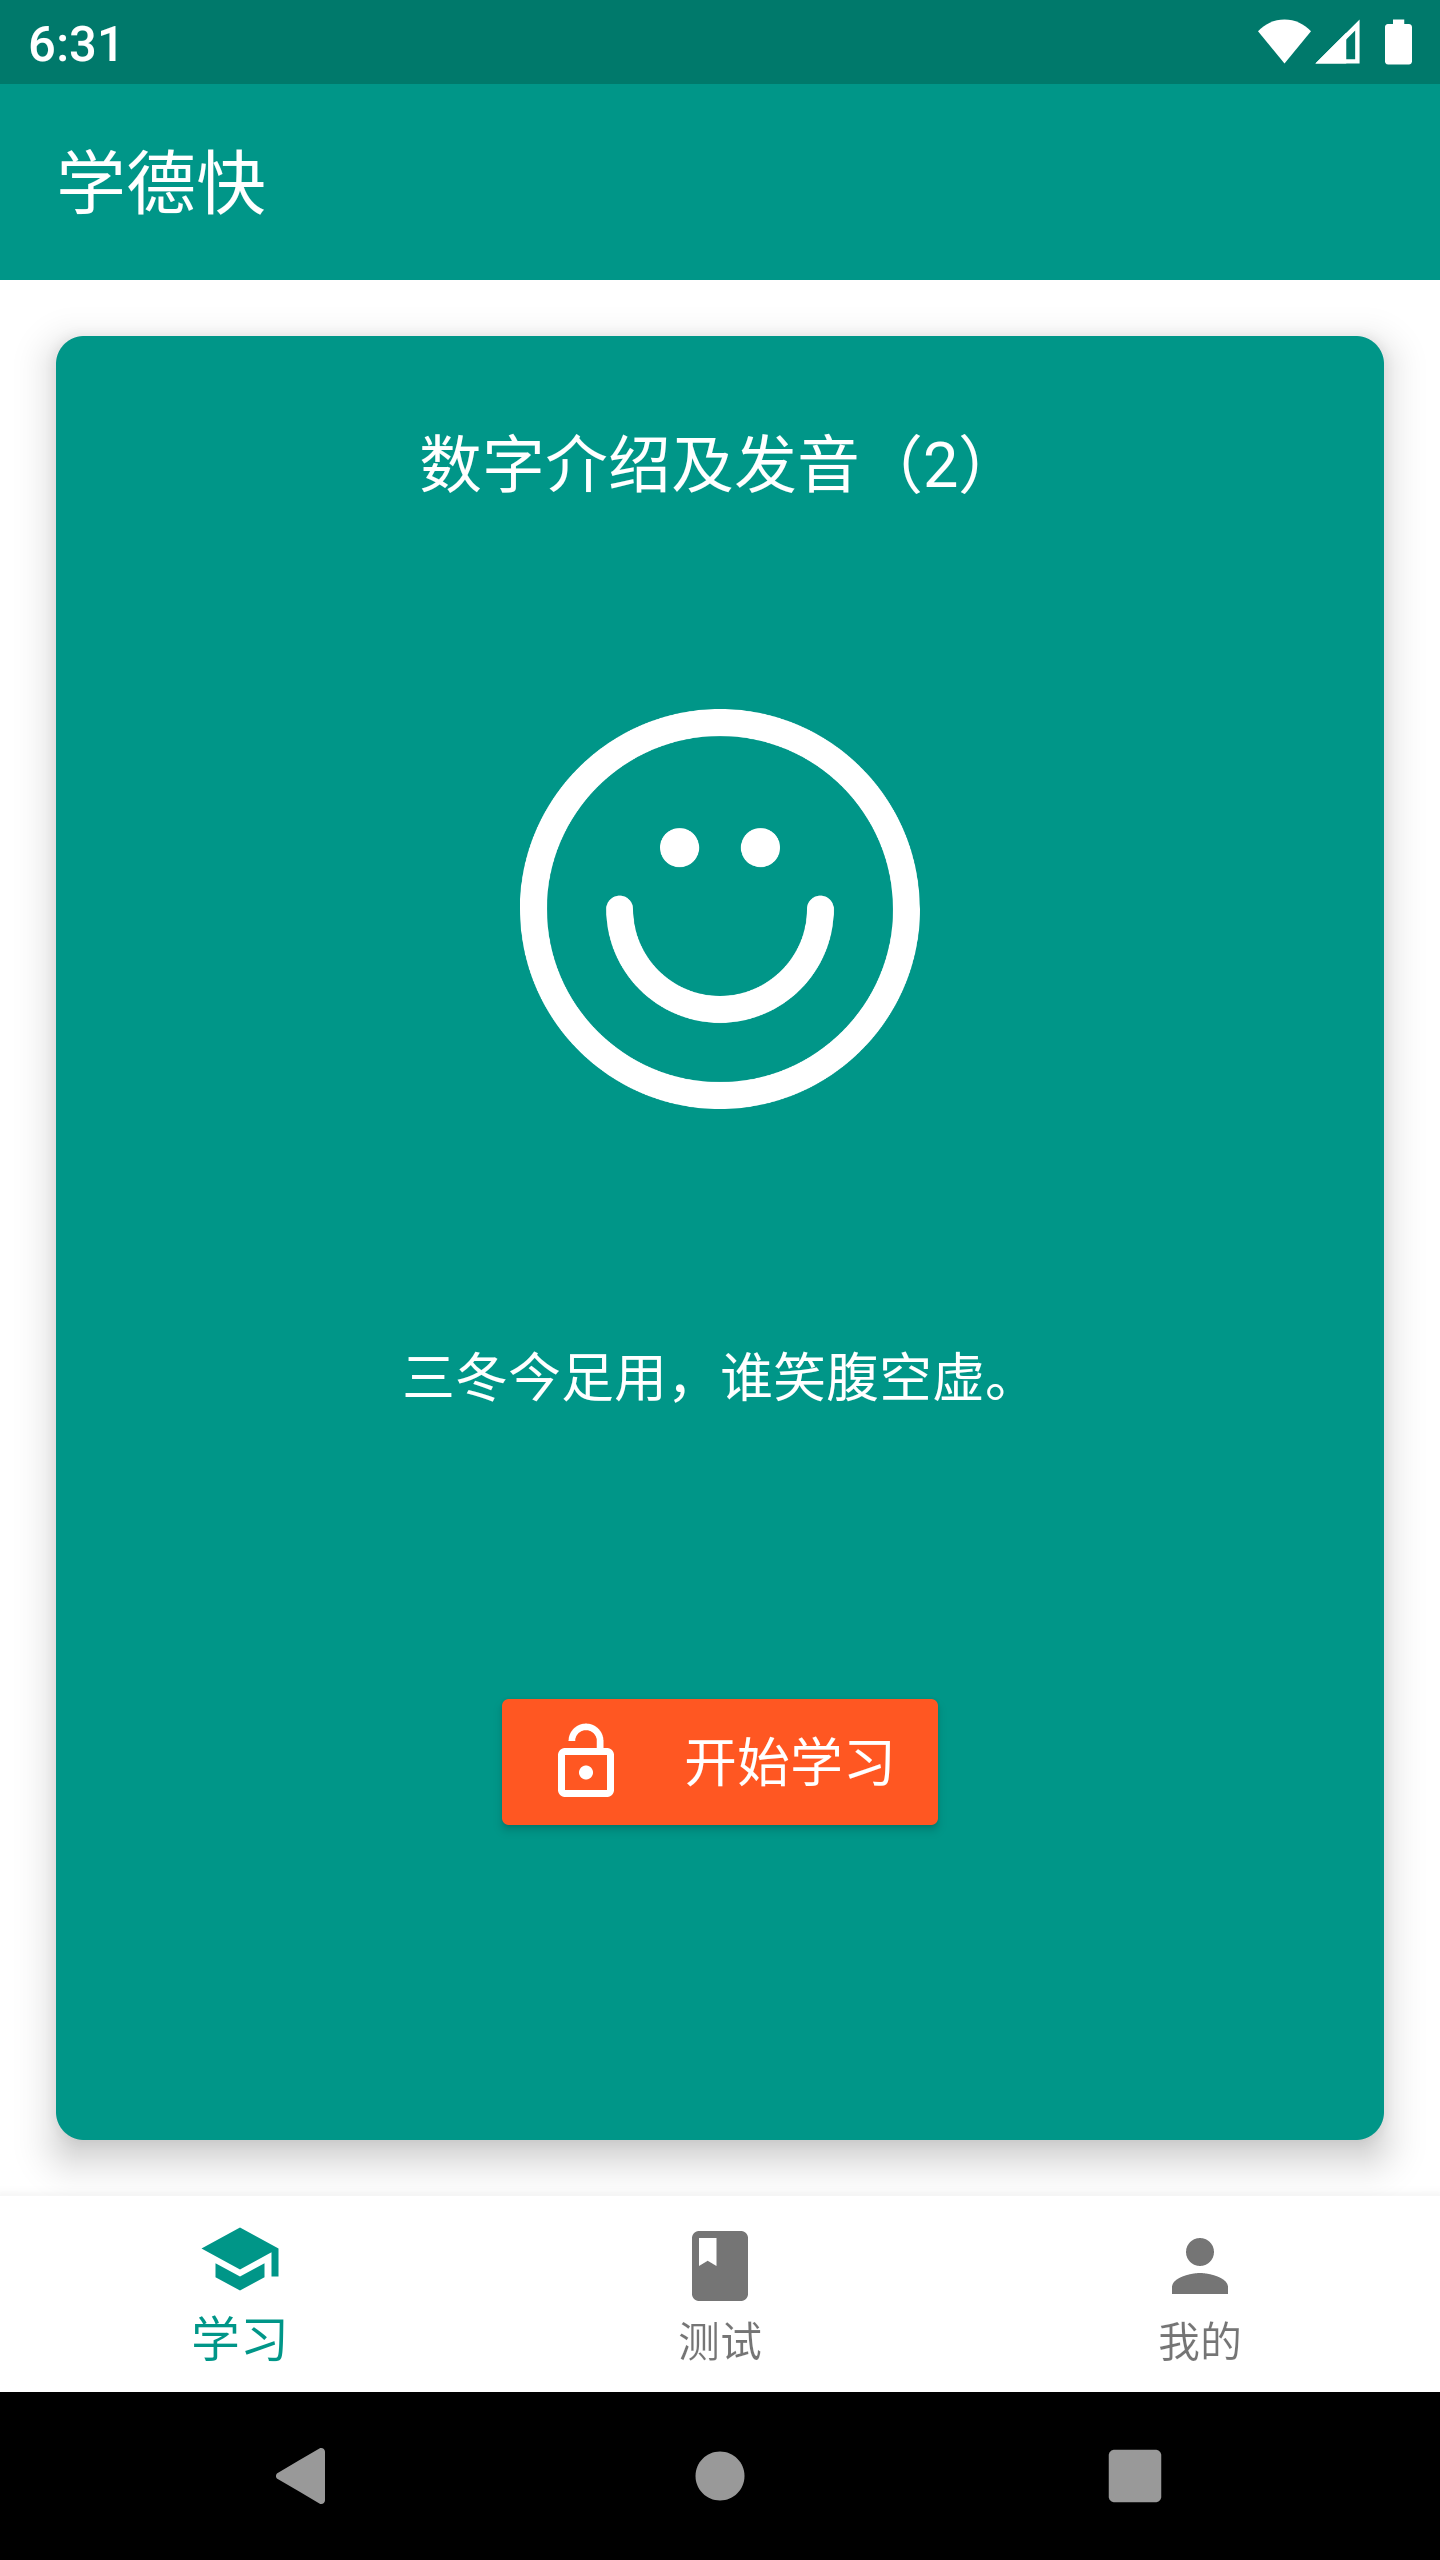 6:31
学德快
数字介绍及发音（2）
三冬今足用，谁笑腹空虚。
开始学习
学习
测试
我的